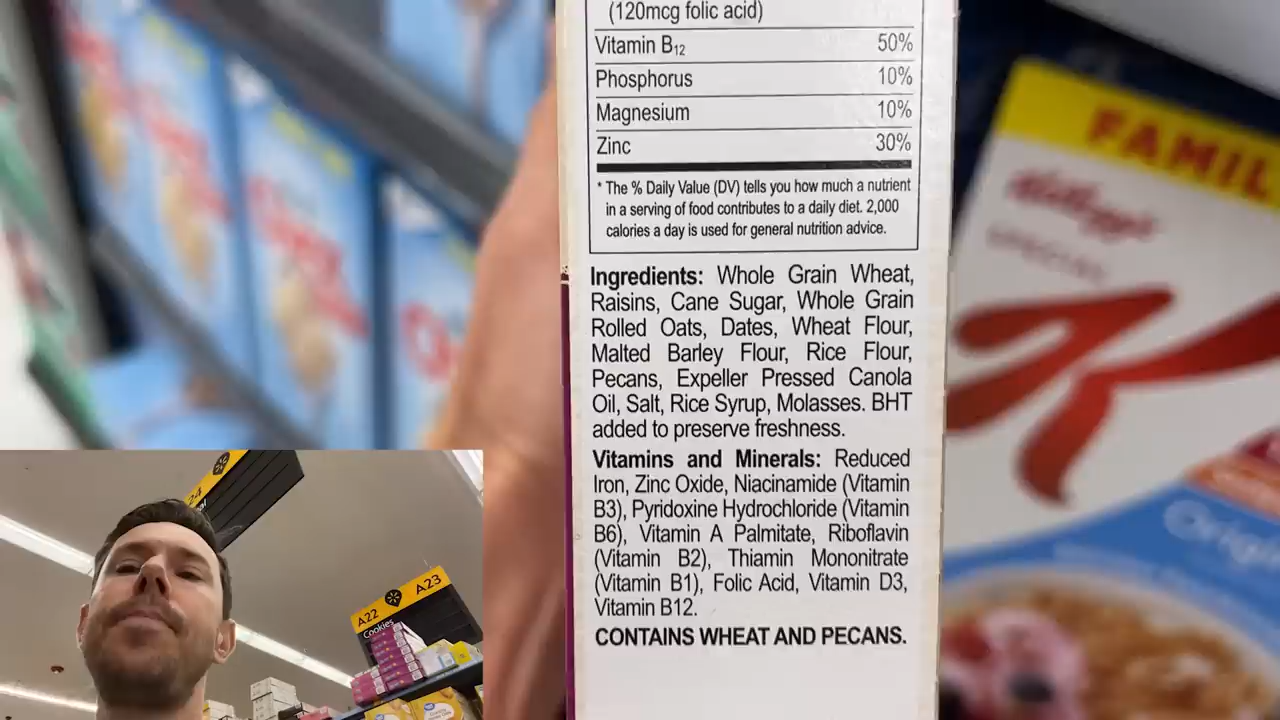 (120mcg folic acid)
Vitamin B12 50%
Phosphorus 10%
Magnesium 10%
Zinc 30%
* The % Daily Value (DV) tells you how much a nutrient
in a serving of food contributes to a daily diet. 2,000
calories a day is used for general nutrition advice.
Ingredients: Whole Grain Wheat,
Raisins, Cane Sugar, Whole Grain
Rolled Oats, Dates, Wheat Flour,
Malted Barley Flour, Rice Flour,
Pecans, Expeller Pressed Canola
Oil, Salt, Rice Syrup, Molasses. BHT
added to preserve freshness.
Vitamins and Minerals: Reduced
Iron, Zinc Oxide, Niacinamide (Vitamin
B3), Pyridoxine Hydrochloride (Vitamin
B6), Vitamin A Palmitate, Riboflavin
(Vitamin B2), Thiamin Mononitrate
(Vitamin B1), Folic Acid, Vitamin D3,
Vitamin B12.
CONTAINS WHEAT AND PECANS.
FAMIL
Kellogg's
SPECIAL
K
Origi
24
A22 A23
Cookies